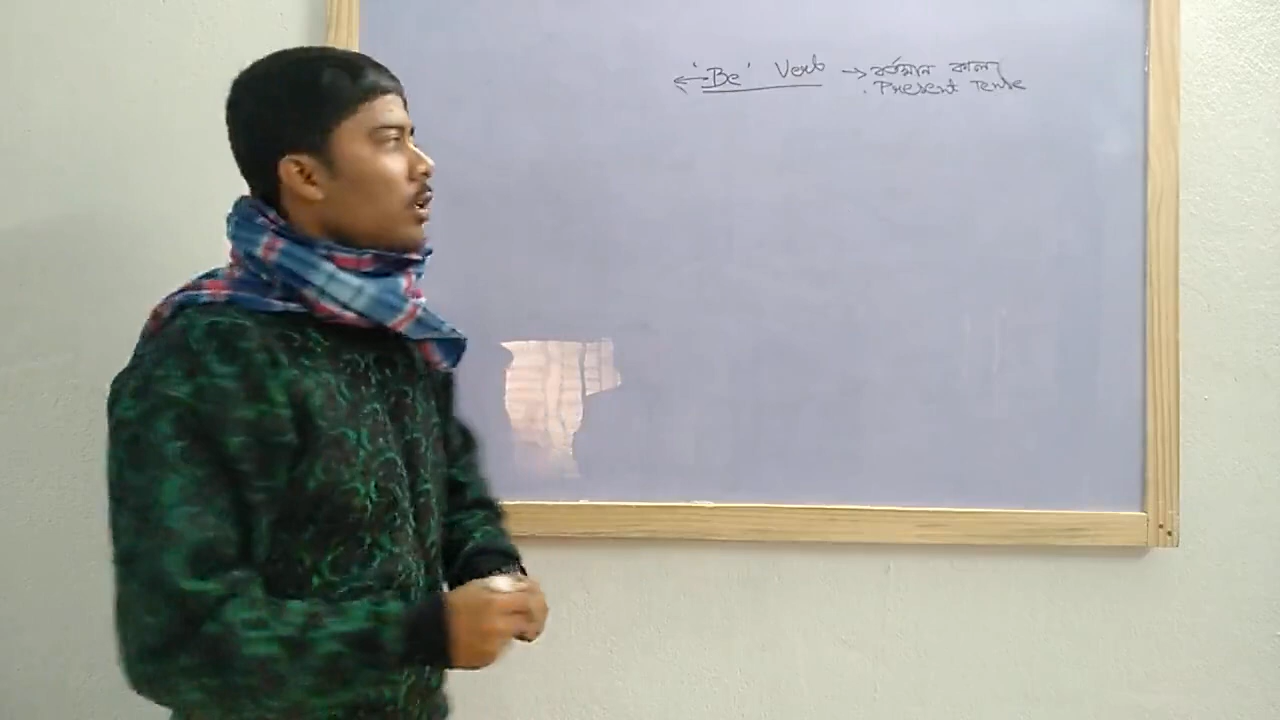 ← 'Be' Verb → বর্তমান কাল
. Present Tense